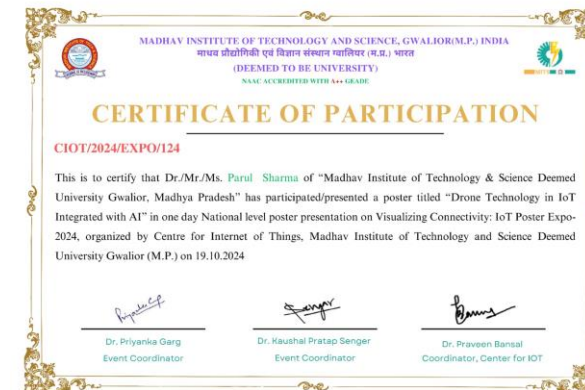 MADHAV INSTITUTE OF TECHNOLOGY AND SCIENCE, GWALIOR(M.P.) INDIA
माधव प्रौद्योगिकी एवं विज्ञान संस्थान ग्वालियर (म.प्र.) भारत
(DEEMED TO BE UNIVERSITY)
NAAC ACCREDITED WITH A++ GRADE
CERTIFICATE OF PARTICIPATION
CIOT/2024/EXPO/124
This is to certify that Dr./Mr./Ms. Parul Sharma of “Madhav Institute of Technology & Science Deemed
University Gwalior, Madhya Pradesh” has participated/presented a poster titled “Drone Technology in IoT
Integrated with AI” in one day National level poster presentation on Visualizing Connectivity: IoT Poster Expo-
2024, organized by Centre for Internet of Things, Madhav Institute of Technology and Science Deemed
University Gwalior (M.P.) on 19.10.2024
Dr. Priyanka Garg
Event Coordinator
Dr. Kaushal Pratap Senger
Event Coordinator
Dr. Praveen Bansal
Coordinator, Center for IOT